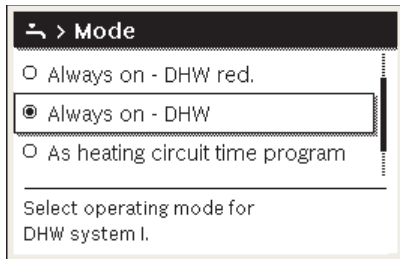 > Mode
Always on - DHW red.
Always on - DHW
As heating circuit time program
Select operating mode for
DHW system I.